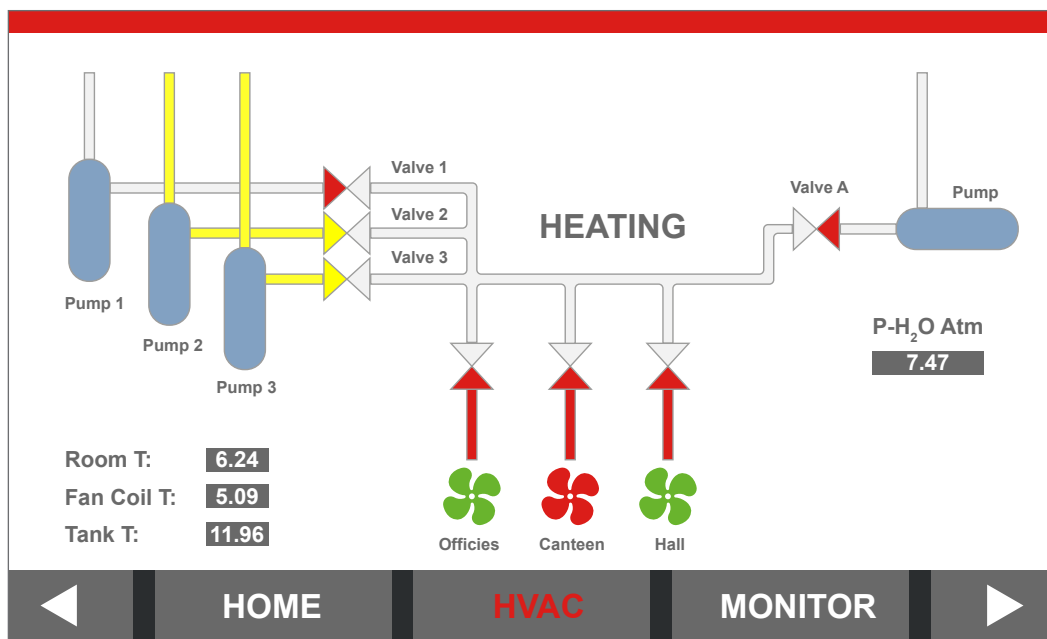 Valve 1
Valve 2
Valve 3
HEATING
Valve A
Pump
Pump 1
Pump 2
Pump 3
P-H₂O Atm
7.47
Room T: 6.24
Fan Coil T: 5.09
Tank T: 11.96
Officies Canteen Hall
HOME HVAC MONITOR